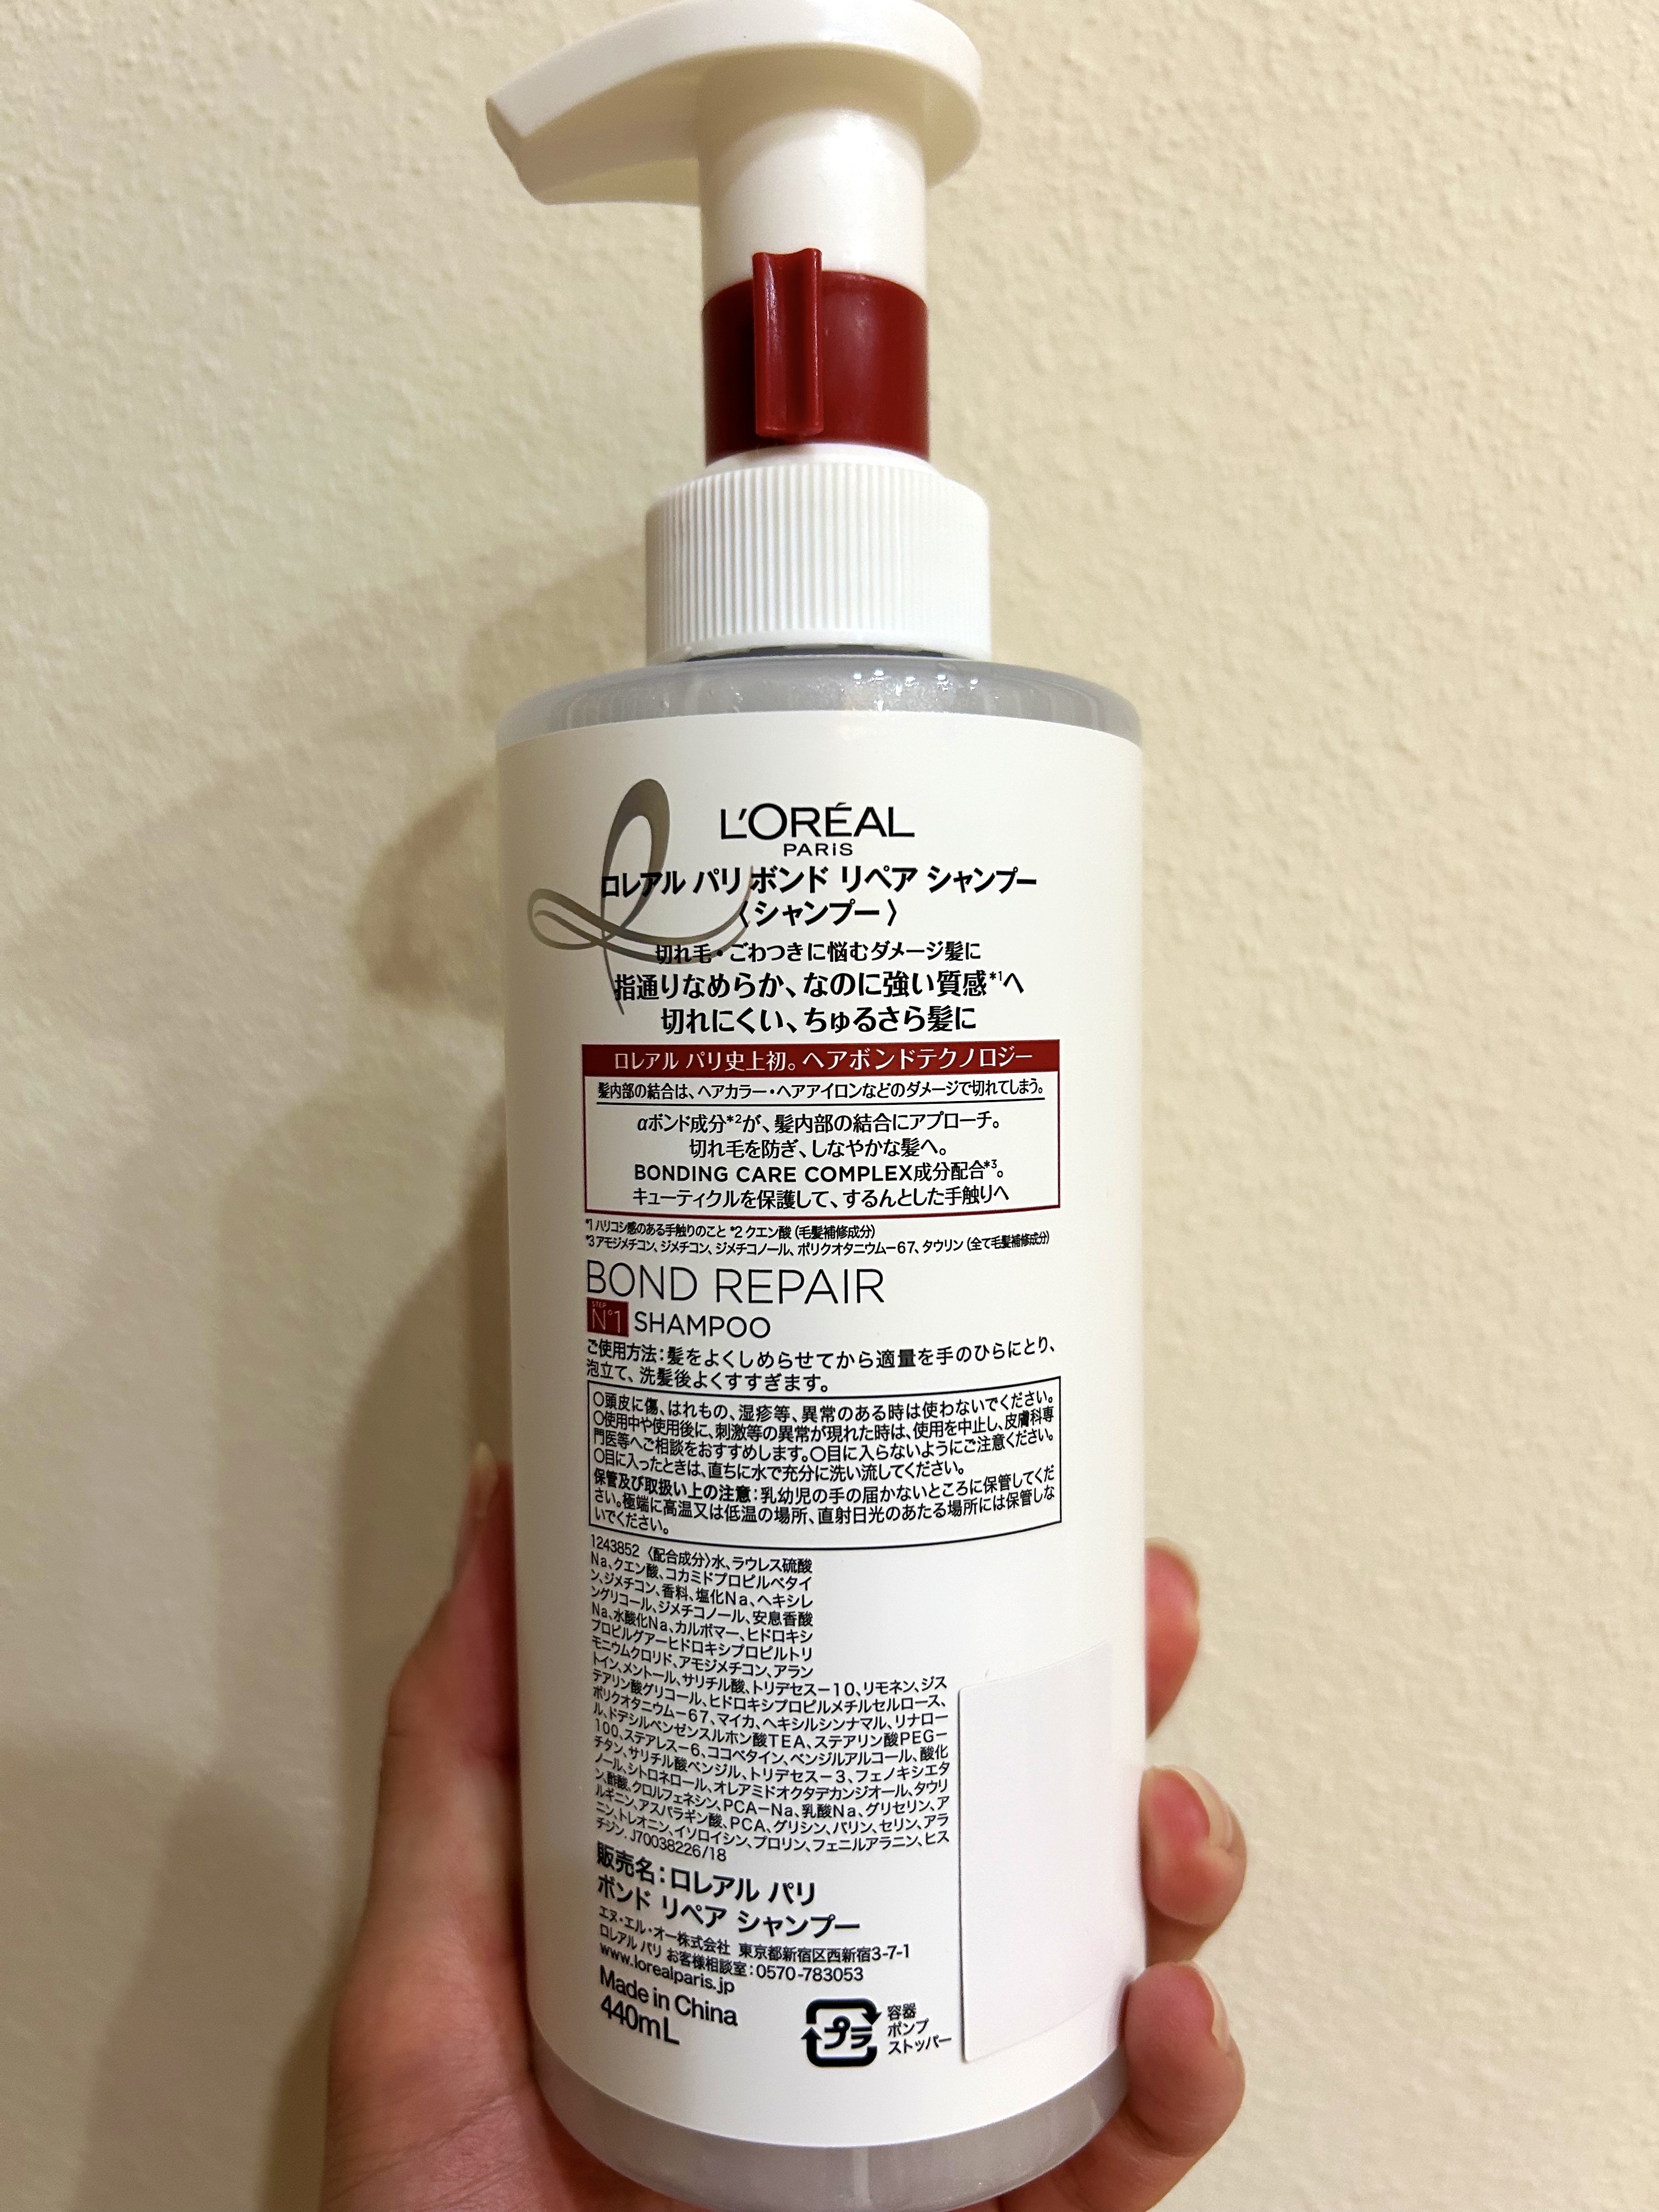 L'ORÉAL
PARIS
ロレアル パリ ボンド リペア シャンプー
〈シャンプー〉
切れ毛・ごわつきに悩むダメージ髪に
指通りなめらか、なのに強い質感*1へ
切れにくい、ちゅるさら髪に
ロレアル パリ史上初。ヘアボンドテクノロジー
髪内部の結合は、ヘアカラー・ヘアアイロンなどのダメージで切れてしまう。
αボンド成分*2が、髪内部の結合にアプローチ。
切れ毛を防ぎ、しなやかな髪へ。
BONDING CARE COMPLEX成分配合*3。
キューティクルを保護して、するんとした手触りへ
*1 ハリコシ感のある手触りのこと *2 クエン酸（毛髪補修成分）
*3 アモジメチコン、ジメチコン、ジメチコノール、ポリクオタニウム－67、タウリン（全て毛髪補修成分）
BOND REPAIR
STEP
N°1 SHAMPOO
ご使用方法：髪をよくしめらせてから適量を手のひらにとり、
泡立て、洗髪後よくすすぎます。
○頭皮に傷、はれもの、湿疹等、異常のある時は使わないでください。
○使用中や使用後に、刺激等の異常が現れた時は、使用を中止し、皮膚科専
門医等へご相談をおすすめします。○目に入らないようにご注意ください。
○目に入ったときは、直ちに水で充分に洗い流してください。
保管及び取扱い上の注意：乳幼児の手の届かないところに保管してくだ
さい。極端に高温又は低温の場所、直射日光のあたる場所には保管しな
いでください。
1243852 〈配合成分〉水、ラウレス硫酸
Na、クエン酸、コカミドプロピルベタイ
ン、ジメチコン、香料、塩化Na、ヘキシレ
ングリコール、ジメチコノール、安息香酸
Na、水酸化Na、カルボマー、ヒドロキシ
プロピルグアーヒドロキシプロピルトリ
モニウムクロリド、アモジメチコン、アラン
トイン、メントール、サリチル酸、トリデセス－10、リモネン、ジス
テアリン酸グリコール、ヒドロキシプロピルメチルセルロース、
ポリクオタニウム－67、マイカ、ヘキシルシンナマル、リナロー
ル、ドデシルベンゼンスルホン酸TEA、ステアリン酸PEG－
100、ステアレス－6、ココベタイン、ベンジルアルコール、酸化
チタン、サリチル酸ベンジル、トリデセス－3、フェノキシエタ
ノール、シトロネロール、オレアミドオクタデカンジオール、タウリ
ン、酢酸、クロルフェネシン、PCA－Na、乳酸Na、グリセリン、ア
ルギニン、アスパラギン酸、PCA、グリシン、バリン、セリン、アラ
ニン、トレオニン、イソロイシン、プロリン、フェニルアラニン、ヒス
チジン. J70038226/18
販売名：ロレアル パリ
ボンド リペア シャンプー
エヌ・エル・オー株式会社 東京都新宿区西新宿3-7-1
ロレアル パリ お客様相談室：0570-783053
www.lorealparis.jp
Made in China
440mL
プラ
容器
ポンプ
ストッパー